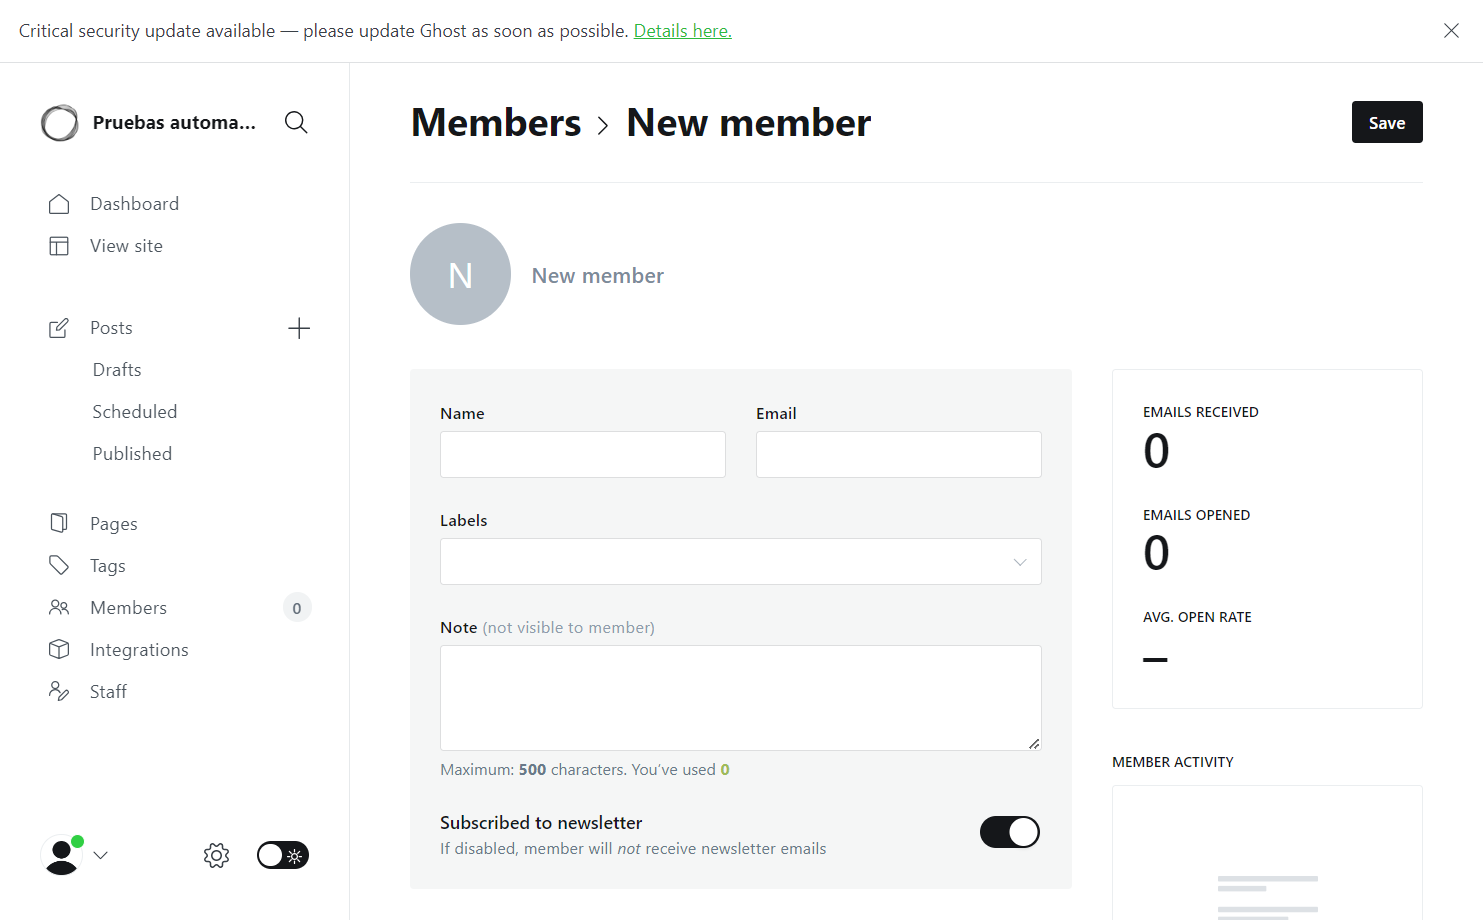 Critical security update available — please update Ghost as soon as possible. Details here.
Pruebas automa...
Dashboard
View site
Posts
Drafts
Scheduled
Published
Pages
Tags
Members
0
Integrations
Staff
Members
New member
Save
N
New member
Name
Email
Labels
Note (not visible to member)
Maximum: 500 characters. You've used 0
Subscribed to newsletter
If disabled, member will not receive newsletter emails
EMAILS RECEIVED
0
EMAILS OPENED
0
AVG. OPEN RATE
–
MEMBER ACTIVITY